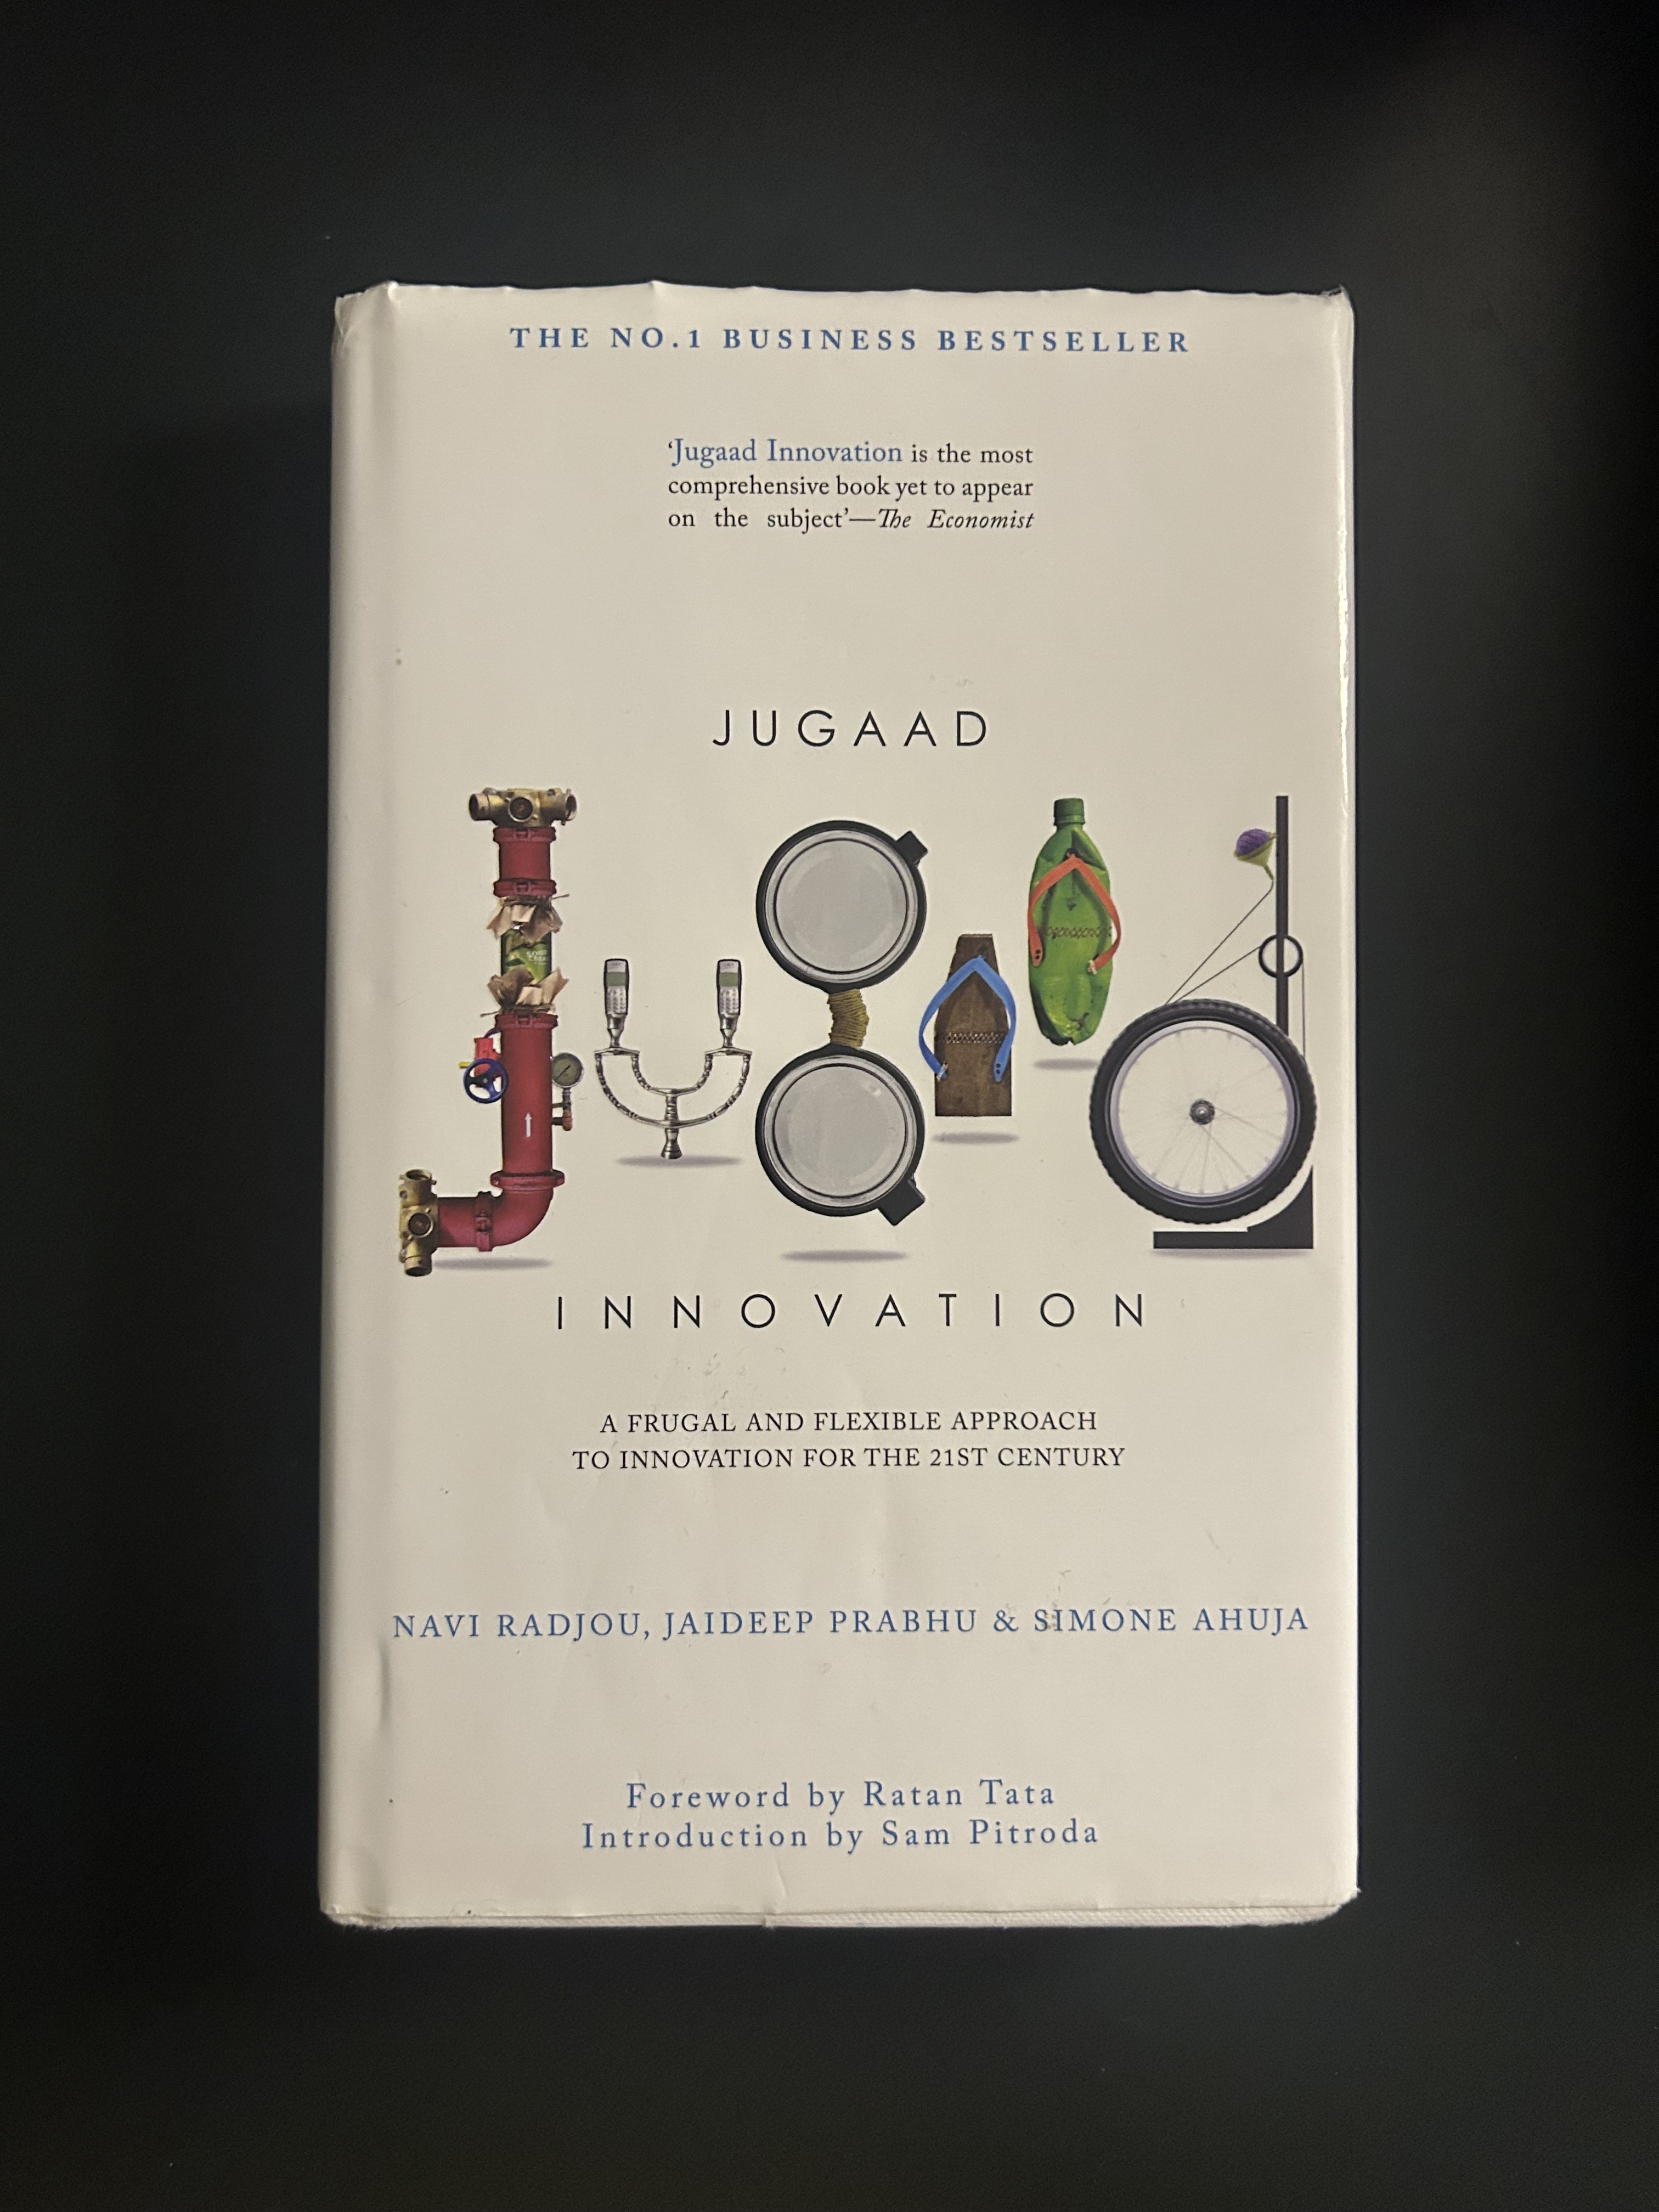 THE NO.1 BUSINESS BESTSELLER
‘Jugaad Innovation is the most
comprehensive book yet to appear
on the subject’—The Economist
JUGAAD
INNOVATION
A FRUGAL AND FLEXIBLE APPROACH
TO INNOVATION FOR THE 21ST CENTURY
NAVI RADJOU, JAIDEEP PRABHU & SIMONE AHUJA
Foreword by Ratan Tata
Introduction by Sam Pitroda